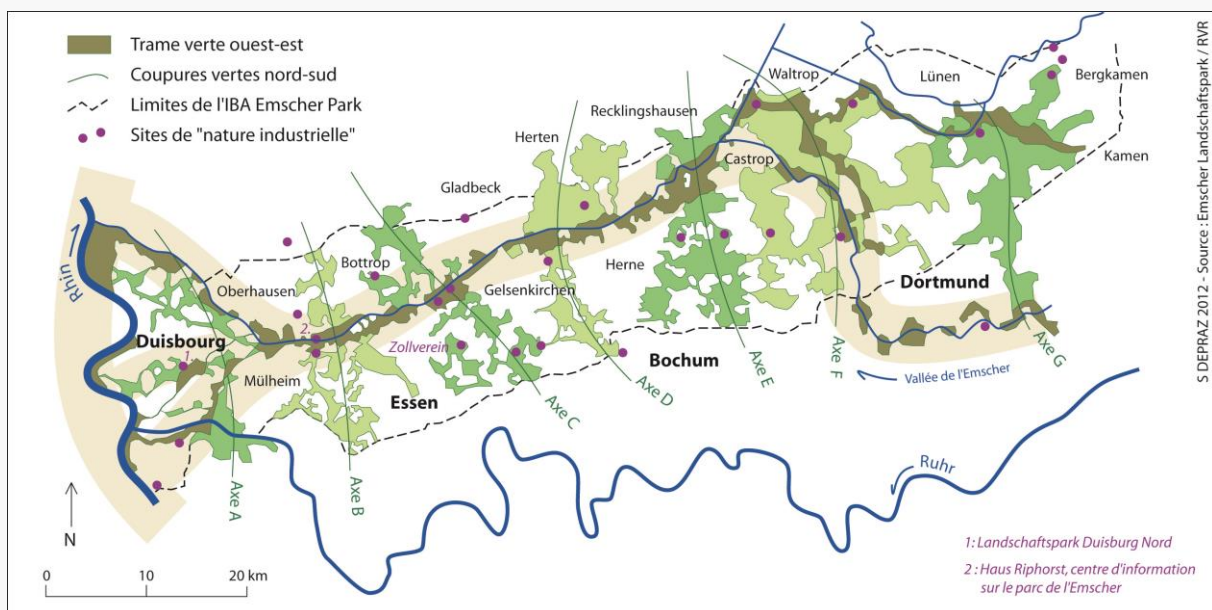 Trame verte ouest-est
Coupures vertes nord-sud
Limites de l'IBA Emscher Park
Sites de "nature industrielle"
S DEPRAZ 2012 - Source : Emscher Landschaftspark / RVR
Waltrop
Lünen
Bergkamen
Recklingshausen
Herten
Castrop
Kamen
Gladbeck
Rhin
Bottrop
Herne
Oberhausen
Gelsenkirchen
Dortmund
2.
Duisbourg
Zollverein
1.
Mülheim
Bochum
Essen
Vallée de l'Emscher
Axe A
Axe B
Axe C
Axe D
Axe E
Axe F
Axe G
Ruhr
N
0 10 20 km
1: Landschaftspark Duisburg Nord
2 : Haus Riphorst, centre d'information
sur le parc de l'Emscher